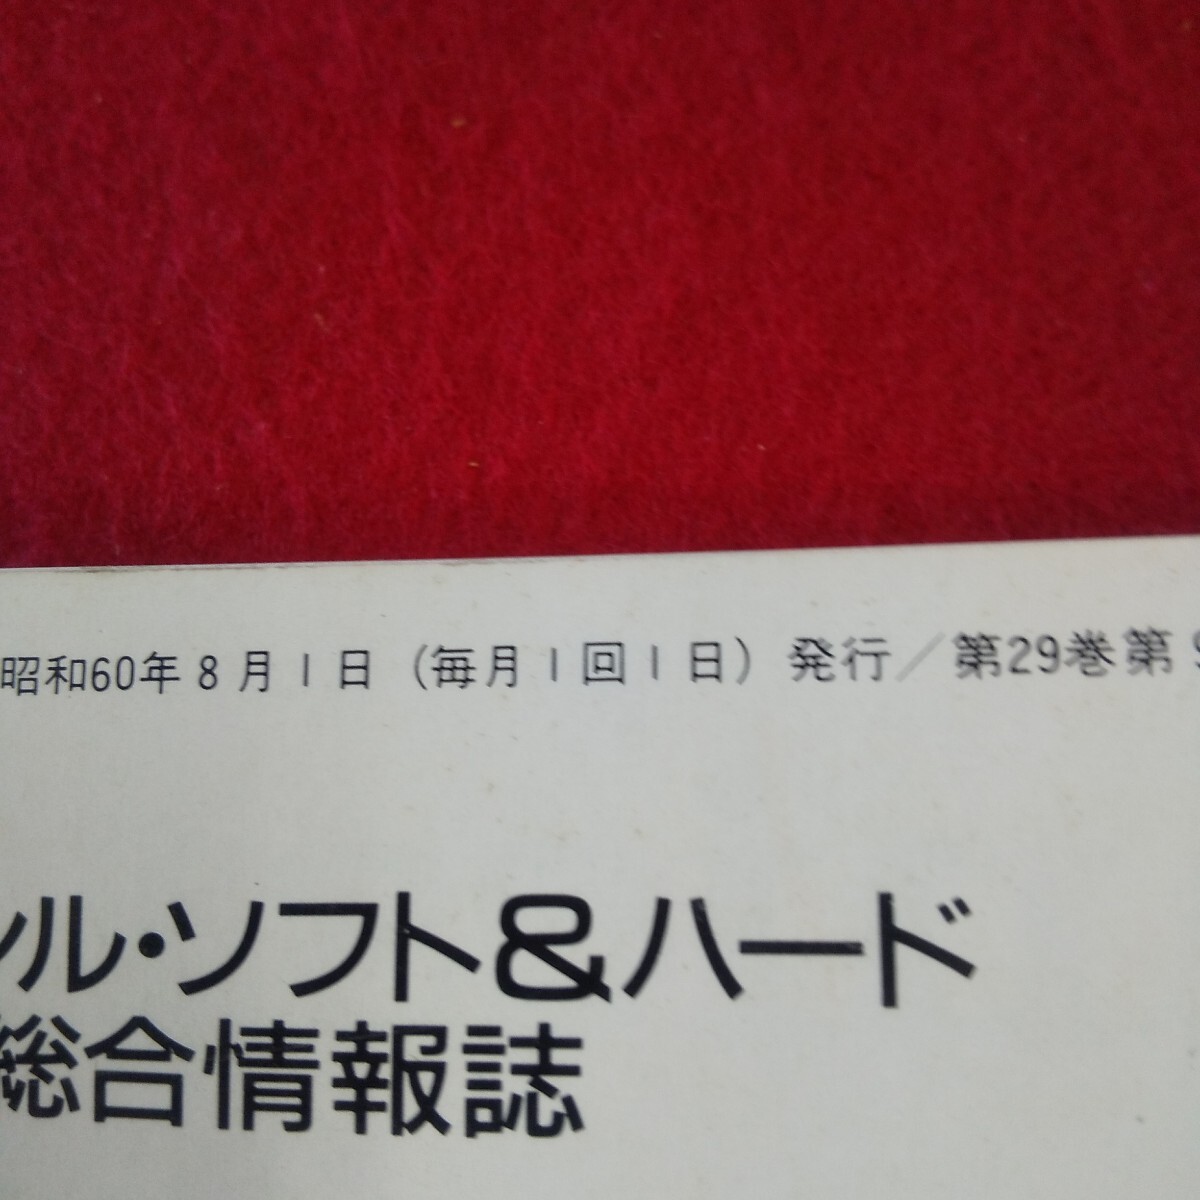 昭和60年8月1日（毎月1回1日）発行／第29巻第9
ル・ソフト&ハード
総合情報誌